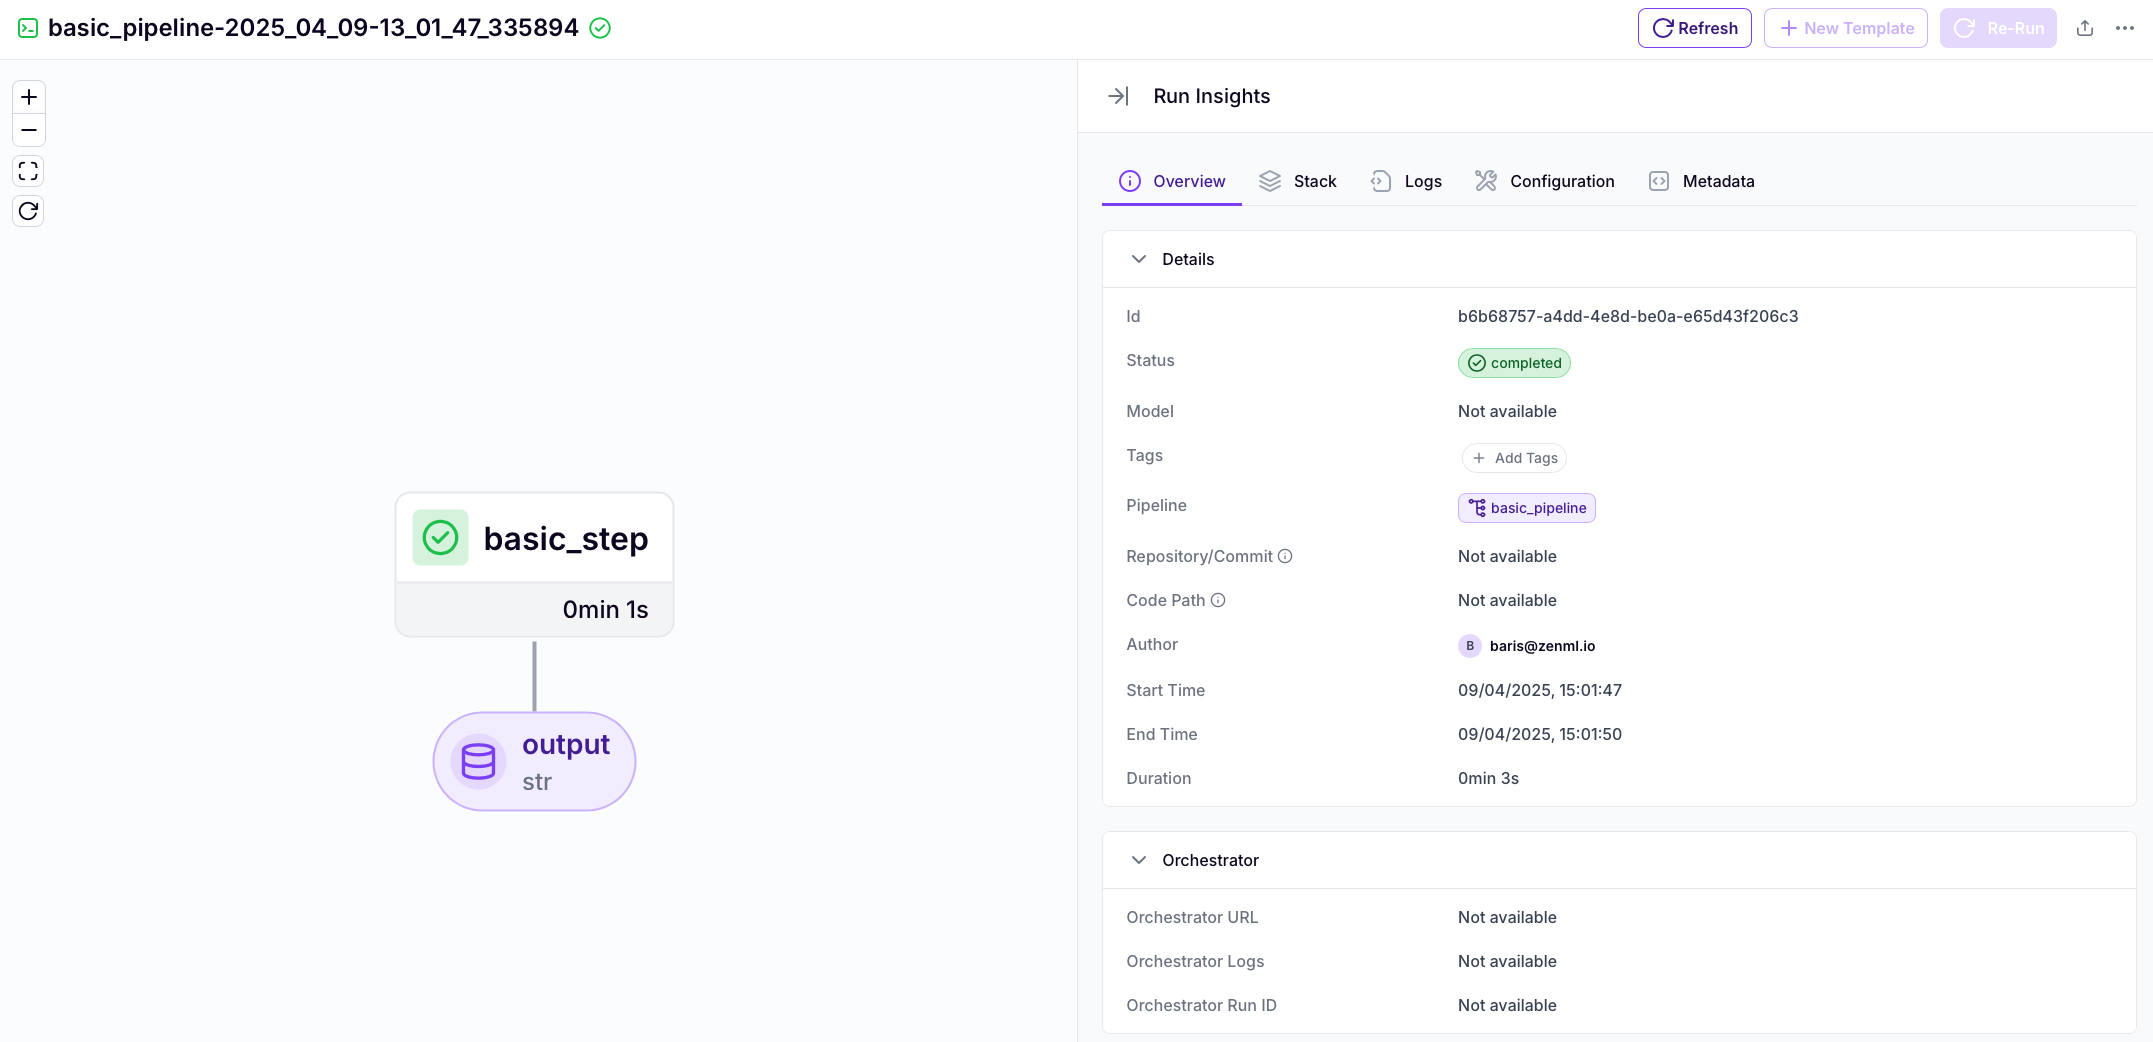 basic_pipeline-2025_04_09-13_01_47_335894
Refresh
New Template
Re-Run
basic_step
0min 1s
output
str
Run Insights
Overview
Stack
Logs
Configuration
Metadata
Details
Id b6b68757-a4dd-4e8d-be0a-e65d43f206c3
Status completed
Model Not available
Tags Add Tags
Pipeline basic_pipeline
Repository/Commit Not available
Code Path Not available
Author B baris@zenml.io
Start Time 09/04/2025, 15:01:47
End Time 09/04/2025, 15:01:50
Duration 0min 3s
Orchestrator
Orchestrator URL Not available
Orchestrator Logs Not available
Orchestrator Run ID Not available